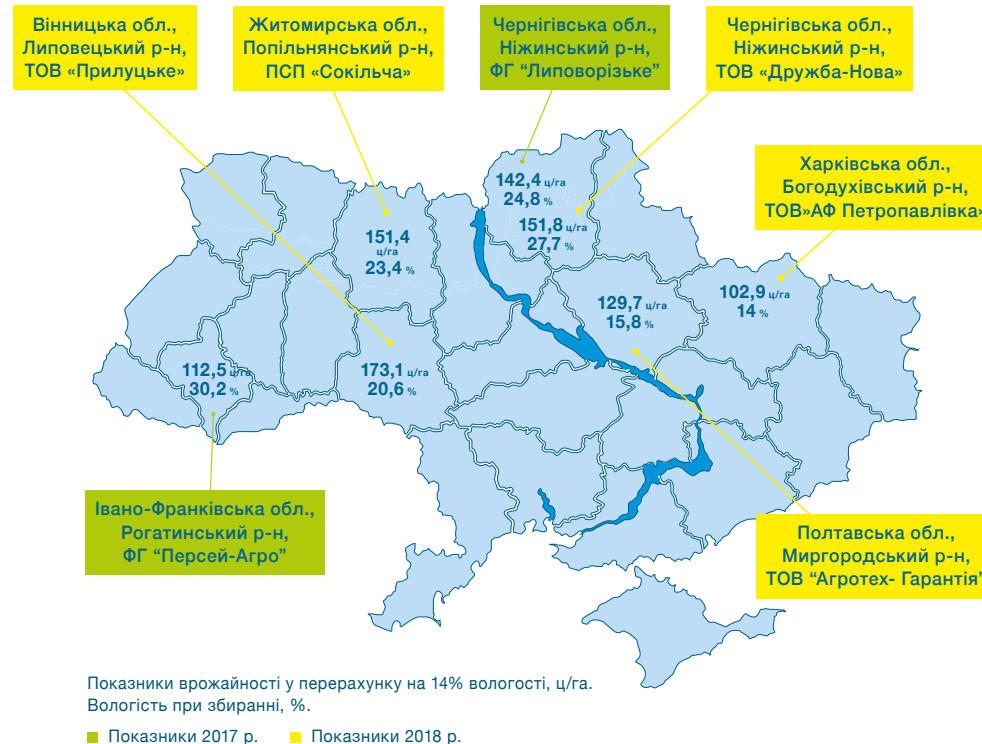 Вінницька обл.,
Липовецький р-н,
ТОВ «Прилуцьке»
Житомирська обл.,
Попільнянський р-н,
ПСП «Сокільча»
Чернігівська обл.,
Ніжинський р-н,
ФГ “Липоворізьке”
Чернігівська обл.,
Ніжинський р-н,
ТОВ «Дружба-Нова»
Харківська обл.,
Богодухівський р-н,
ТОВ»АФ Петропавлівка»
142,4 ц/га
24,8 %
151,8 ц/га
27,7 %
151,4
ц/га
23,4 %
129,7 ц/га
15,8 %
102,9 ц/га
14 %
112,5 ц/га
30,2 %
173,1 ц/га
20,6 %
Івано-Франківська обл.,
Рогатинський р-н,
ФГ “Персей-Агро”
Полтавська обл.,
Миргородський р-н,
ТОВ “Агротех- Гарантія”
Показники врожайності у перерахунку на 14% вологості, ц/га.
Вологість при збиранні, %.
Показники 2017 р. Показники 2018 р.